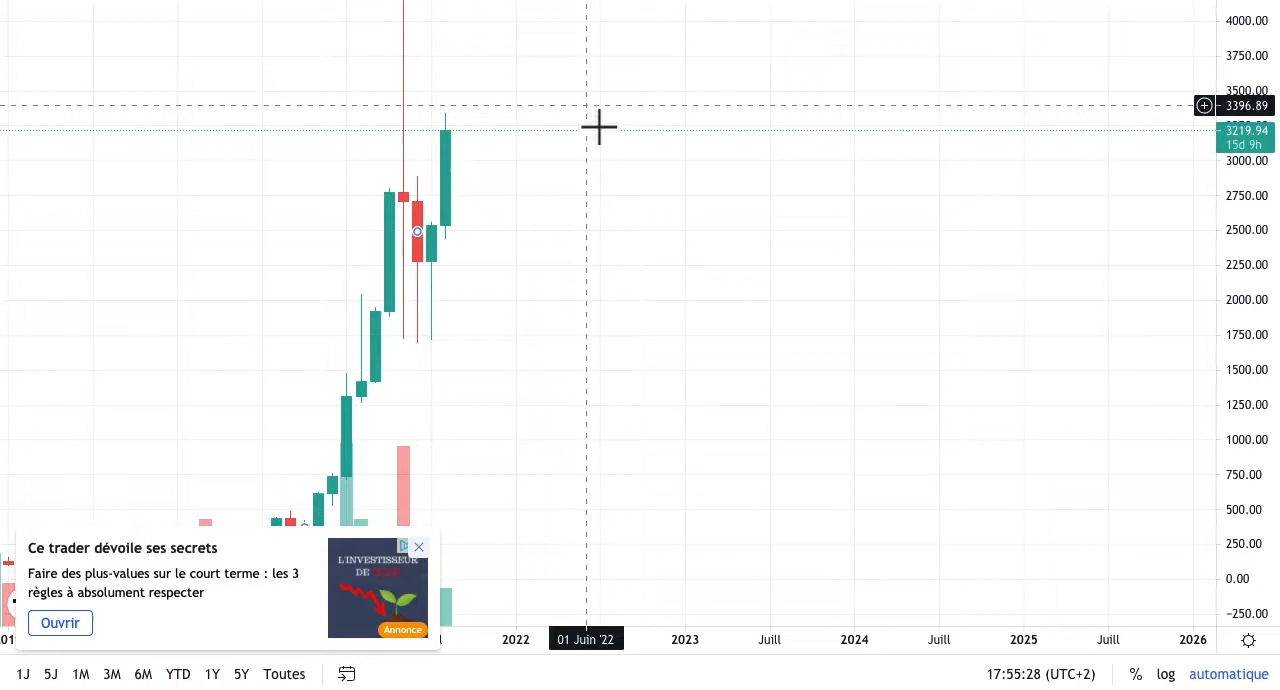 4000.00
3750.00
3500.00
3396.89
3219.94
15d 9h
3000.00
2750.00
2500.00
2250.00
2000.00
1750.00
1500.00
1250.00
1000.00
750.00
500.00
250.00
0.00
−250.00
Ce trader dévoile ses secrets
Faire des plus-values sur le court terme : les 3
règles à absolument respecter
Ouvrir
L'INVESTISSEUR
Annonce
2022 01 Juin '22 2023 Juill 2024 Juill 2025 Juill 2026
1J 5J 1M 3M 6M YTD 1Y 5Y Toutes 17:55:28 (UTC+2) % log automatique